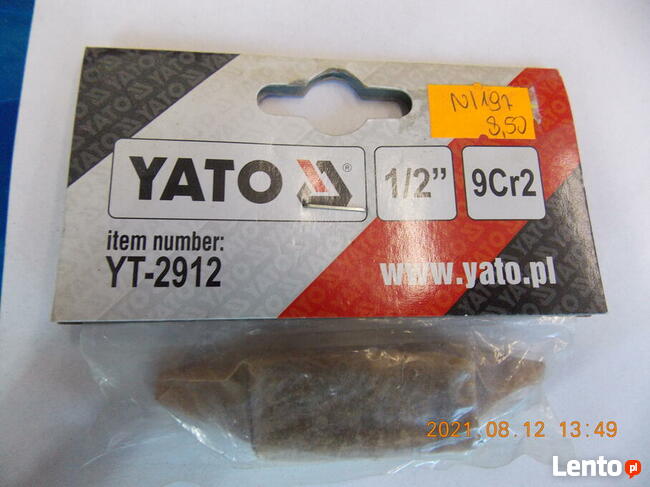 N/197
8,50
YATO ® 1/2” 9Cr2
item number:
YT-2912
www.yato.pl
2021.08.12 13:49
Lento.pl